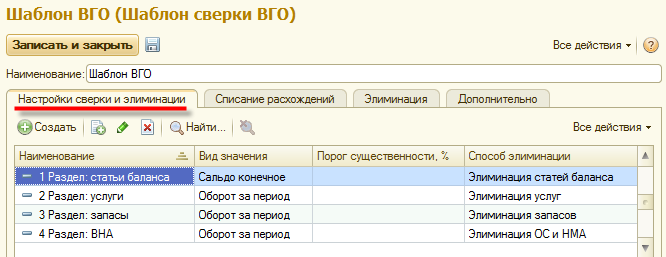 Шаблон ВГО (Шаблон сверки ВГО)
Записать и закрыть Все действия ?
Наименование: Шаблон ВГО
Настройки сверки и элиминации Списание расхождений Элиминация Дополнительно
Создать Найти... Все действия
Наименование Вид значения Порог существенности, % Способ элиминации
1 Раздел: статьи баланса Сальдо конечное Элиминация статей баланса
2 Раздел: услуги Оборот за период Элиминация услуг
3 Раздел: запасы Оборот за период Элиминация запасов
4 Раздел: ВНА Оборот за период Элиминация ОС и НМА